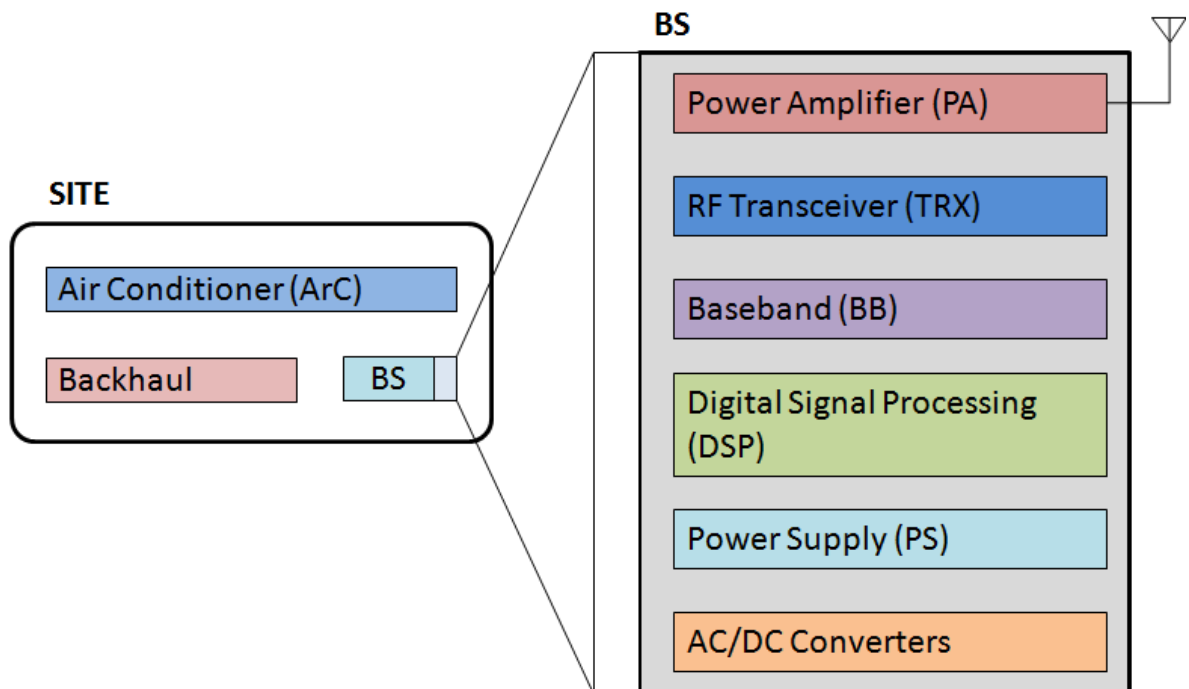 SITE
Air Conditioner (ArC)
Backhaul
BS
BS
Power Amplifier (PA)
RF Transceiver (TRX)
Baseband (BB)
Digital Signal Processing
(DSP)
Power Supply (PS)
AC/DC Converters